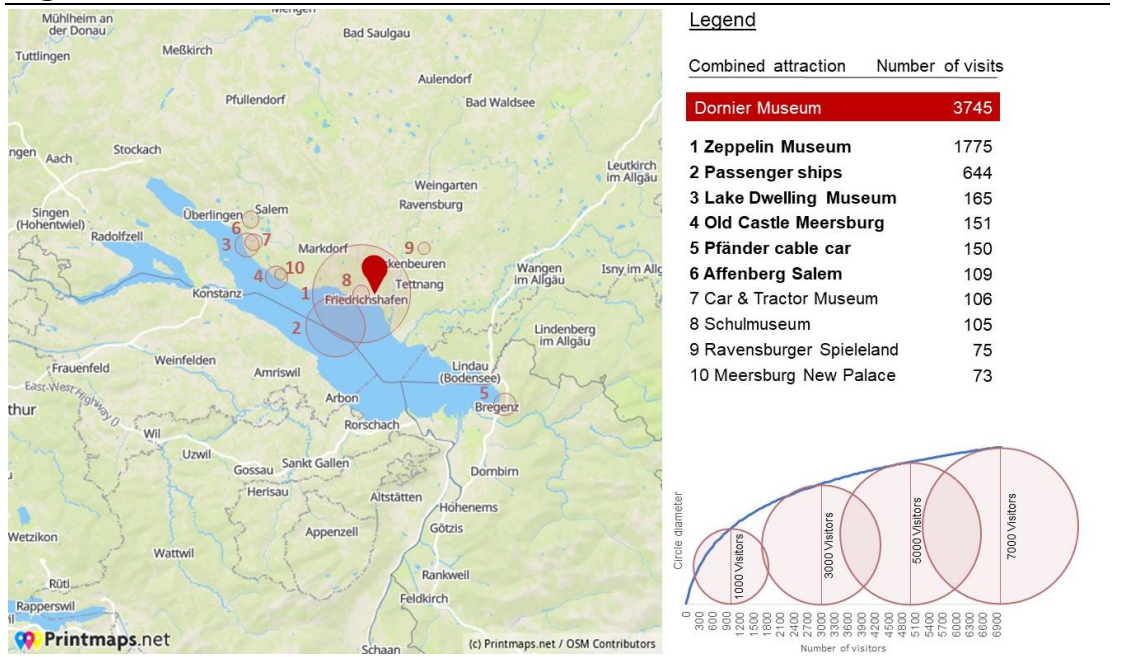 Mengen
Mühlheim an
der Donau
Bad Saulgau
Tuttlingen
Meßkirch
Aulendorf
Pfullendorf
Bad Waldsee
ngen
Aach
Stockach
Leutkirch
im Allgäu
Weingarten
Ravensburg
Singen
(Hohentwiel)
Überlingen
Salem
6
Radolfzell
3
7
Markdorf
9
ckenbeuren
4
10
Wangen
im Allgäu
Isny im Allg
8
Tettnang
Konstanz
1
Friedrichshafen
2
Lindenberg
im Allgäu
Weinfelden
Frauenfeld
Amriswil
Lindau
(Bodensee)
East-West Highway ()
5
Arbon
Bregenz
thur
Rorschach
Wil
Uzwil
Gossau
Sankt Gallen
Dornbirn
Herisau
Altstätten
Hohenems
Götzis
Wetzikon
Appenzell
Wattwil
Rankweil
Rüti
Feldkirch
Rapperswil
il
Schaan
Printmaps.net
(c) Printmaps.net / OSM Contributors
Legend
Combined attraction Number of visits
Dornier Museum 3745
1 Zeppelin Museum 1775
2 Passenger ships 644
3 Lake Dwelling Museum 165
4 Old Castle Meersburg 151
5 Pfänder cable car 150
6 Affenberg Salem 109
7 Car & Tractor Museum 106
8 Schulmuseum 105
9 Ravensburger Spieleland 75
10 Meersburg New Palace 73
Circle diameter
1000 Visitors
3000 Visitors
5000 Visitors
7000 Visitors
0 300 600 900 1200 1500 1800 2100 2400 2700 3000 3300 3600 3900 4200 4500 4800 5100 5400 5700 6000 6300 6600 6900
Number of visitors